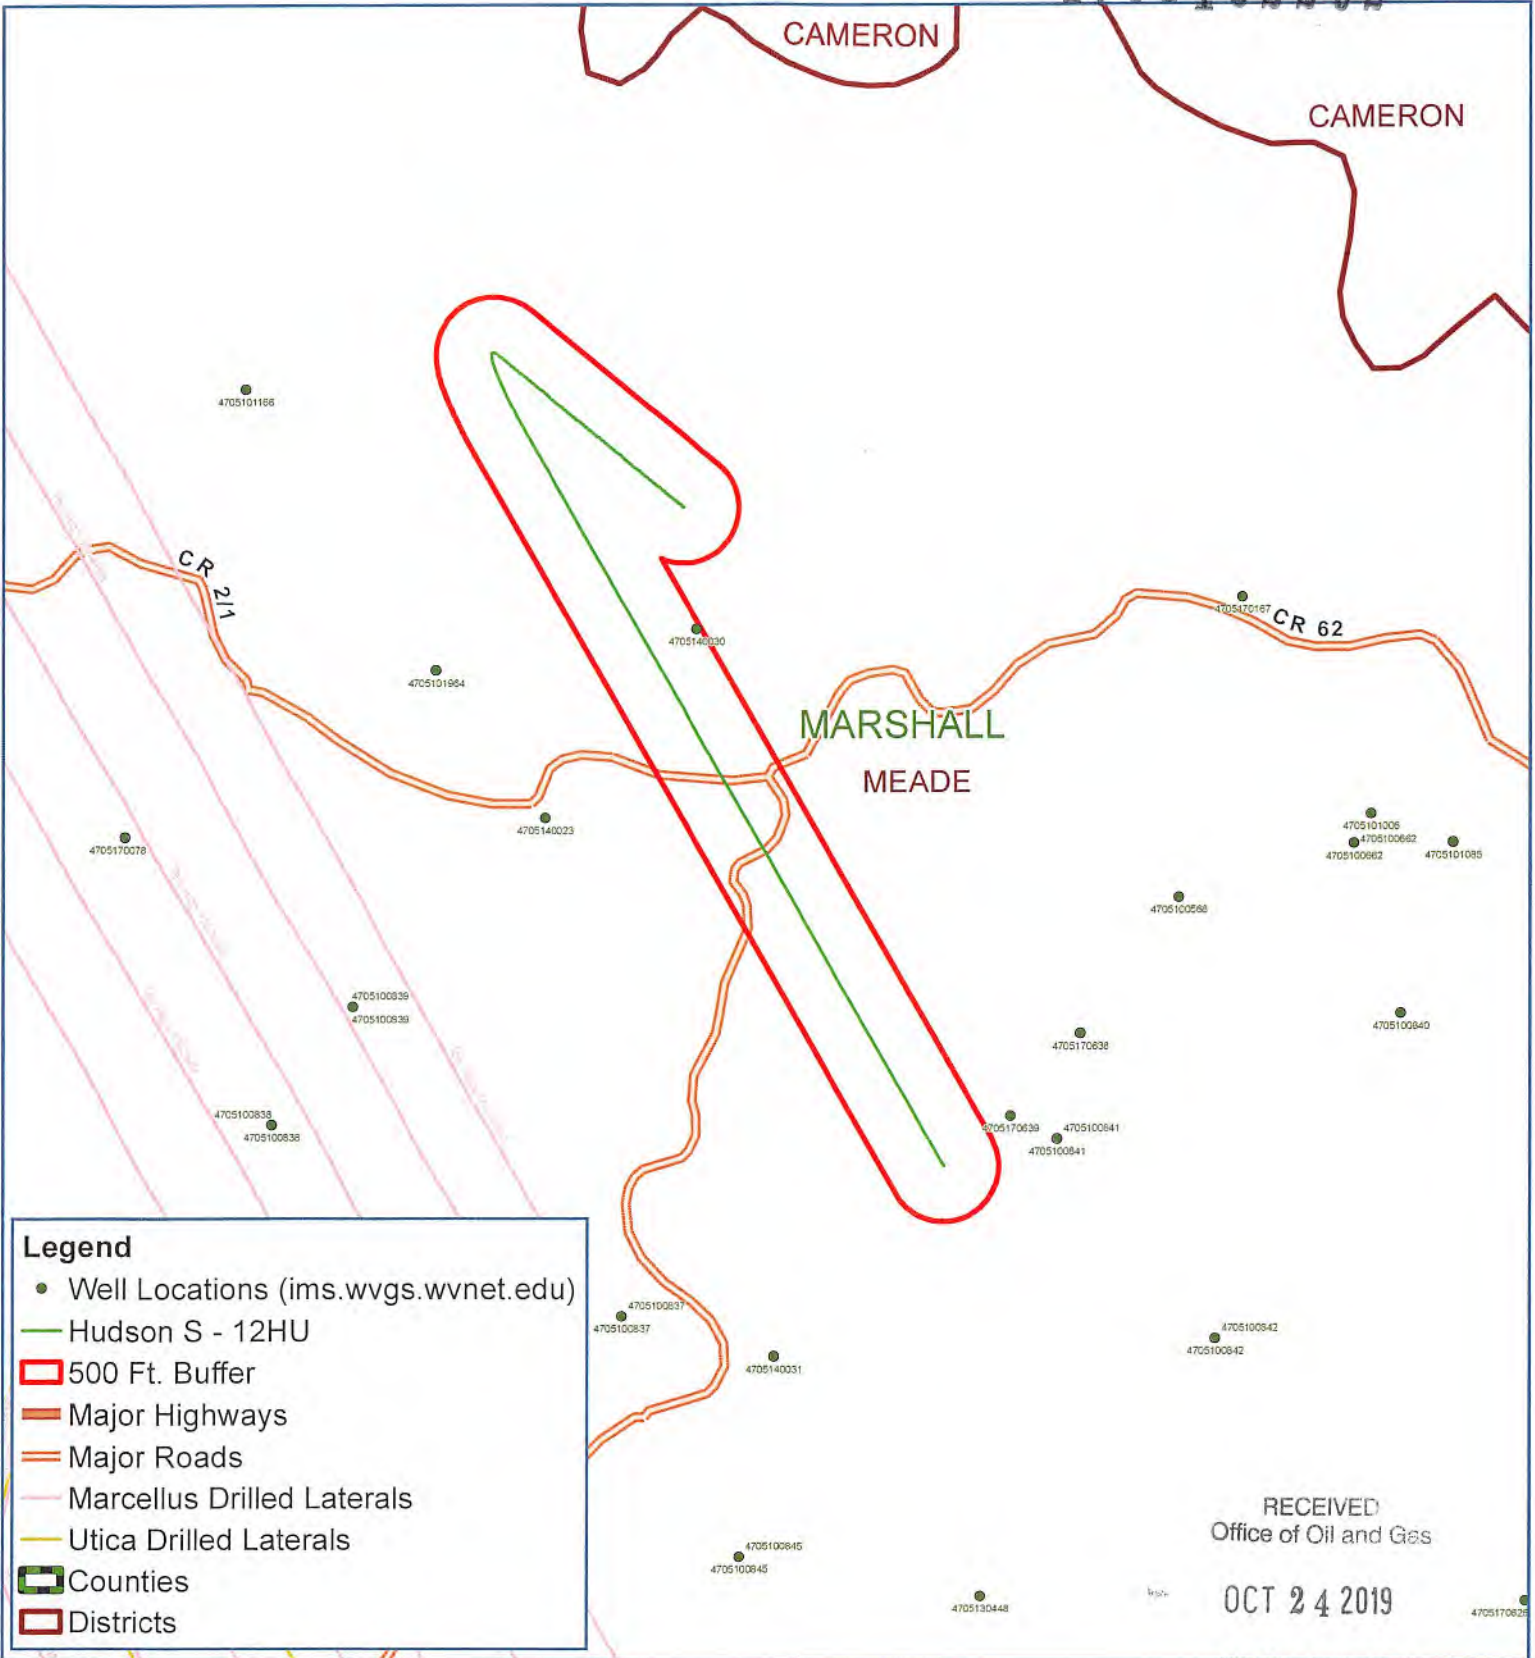 CAMERON
CAMERON
4705101166
CR 2/1
4705140030
4705101964
4705170167
CR 62
MARSHALL
MEADE
4705140023
4705170078
4705101006
4705100662
4705100662
4705101085
4705100568
4705100839
4705100839
4705100840
4705170638
4705100838
4705100838
4705170639
4705100841
4705100841
Legend
Well Locations (ims.wvgs.wvnet.edu)
Hudson S - 12HU
500 Ft. Buffer
Major Highways
Major Roads
Marcellus Drilled Laterals
Utica Drilled Laterals
Counties
Districts
4705100837
4705100837
4705140031
4705100842
4705100842
4705100845
4705100845
4705130448
RECEIVED
Office of Oil and Gas
OCT 24 2019